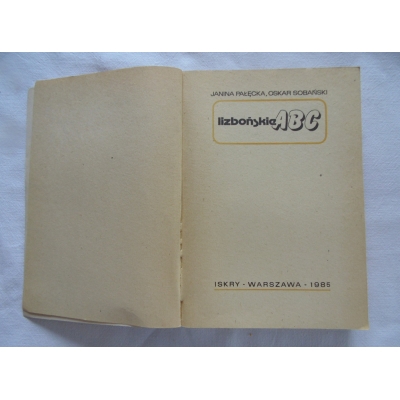 JANINA PAŁĘCKA, OSKAR SOBAŃSKI
lizbońskie ABC
ISKRY - WARSZAWA - 1985